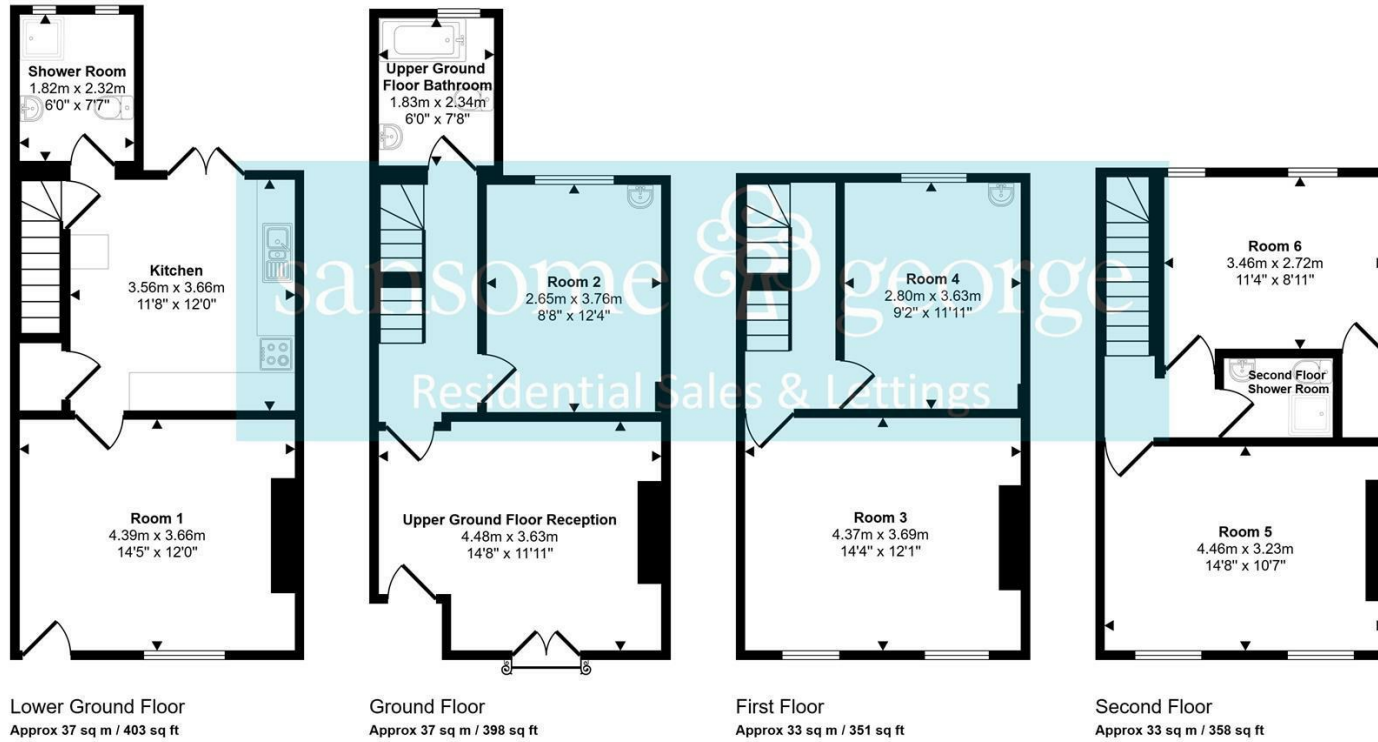 Shower Room
1.82m x 2.32m
6'0" x 7'7"
Kitchen
3.56m x 3.66m
11'8" x 12'0"
Room 1
4.39m x 3.66m
14'5" x 12'0"
Lower Ground Floor
Approx 37 sq m / 403 sq ft
Upper Ground
Floor Bathroom
1.83m x 2.34m
6'0" x 7'8"
Room 2
2.65m x 3.76m
8'8" x 12'4"
Upper Ground Floor Reception
4.48m x 3.63m
14'8" x 11'11"
Ground Floor
Approx 37 sq m / 398 sq ft
Room 4
2.80m x 3.63m
9'2" x 11'11"
Room 3
4.37m x 3.69m
14'4" x 12'1"
First Floor
Approx 33 sq m / 351 sq ft
Room 6
3.46m x 2.72m
11'4" x 8'11"
Second Floor
Shower Room
Room 5
4.46m x 3.23m
14'8" x 10'7"
Second Floor
Approx 33 sq m / 358 sq ft
sansome george
Residential Sales & Lettings